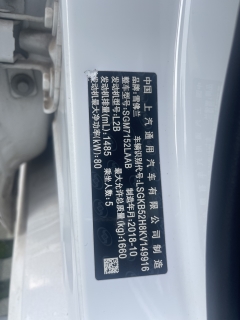 中国 上汽通用汽车有限公司制造
品牌:雪佛兰 车辆识别代号:LSGKB52H8KV149916
整车型号:SGM7152LAAB 制造年月:2018-10
发动机型号:L2B 最大允许总质量(kg):1660
发动机排量(mL):1485 乘坐人数:5
发动机最大净功率(kW):80